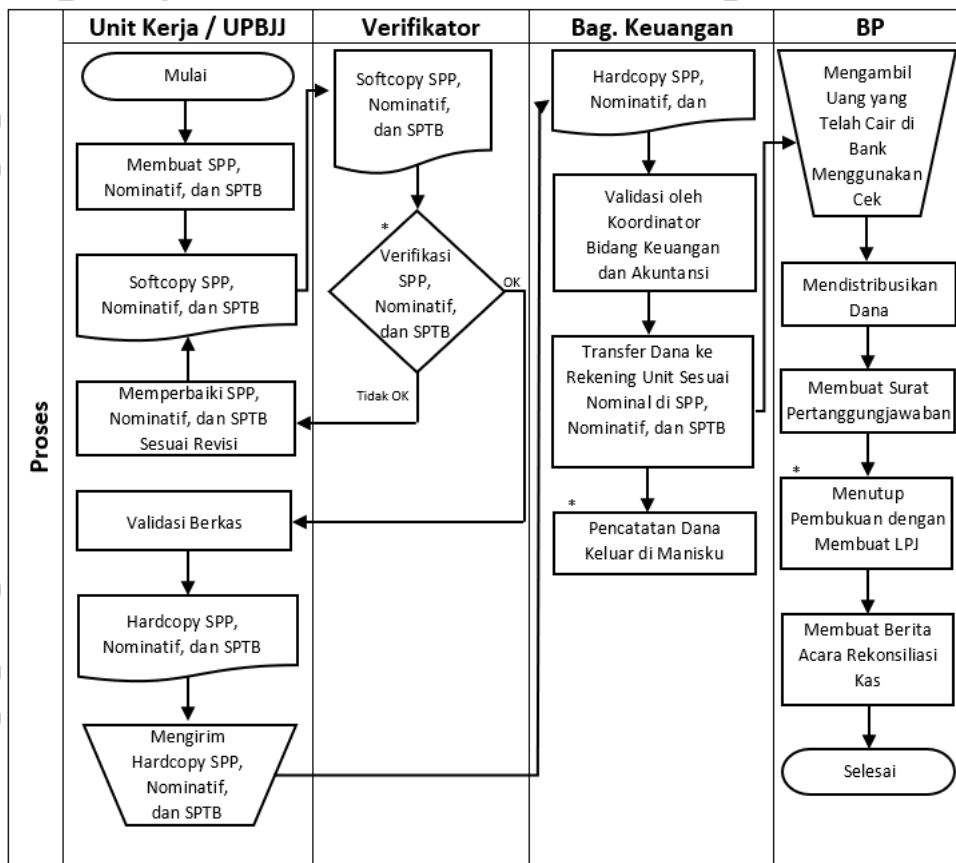 Unit Kerja / UPBJJ
Verifikator
Bag. Keuangan
BP
Proses
Mulai
Membuat SPP,
Nominatif, dan SPTB
Softcopy SPP,
Nominatif, dan SPTB
Memperbaiki SPP,
Nominatif, dan SPTB
Sesuai Revisi
Validasi Berkas
Hardcopy SPP,
Nominatif, dan SPTB
Mengirim
Hardcopy SPP,
Nominatif,
dan SPTB
Softcopy SPP,
Nominatif,
dan SPTB
*
Verifikasi
SPP,
Nominatif,
dan SPTB
OK
Tidak OK
Hardcopy SPP,
Nominatif, dan
Validasi oleh
Koordinator
Bidang Keuangan
dan Akuntansi
Transfer Dana ke
Rekening Unit Sesuai
Nominal di SPP,
Nominatif, dan SPTB
*
Pencatatan Dana
Keluar di Manisku
Mengambil
Uang yang
Telah Cair di
Bank
Menggunakan
Cek
Mendistribusikan
Dana
Membuat Surat
Pertanggungjawaban
*
Menutup
Pembukuan dengan
Membuat LPJ
Membuat Berita
Acara Rekonsiliasi
Kas
Selesai